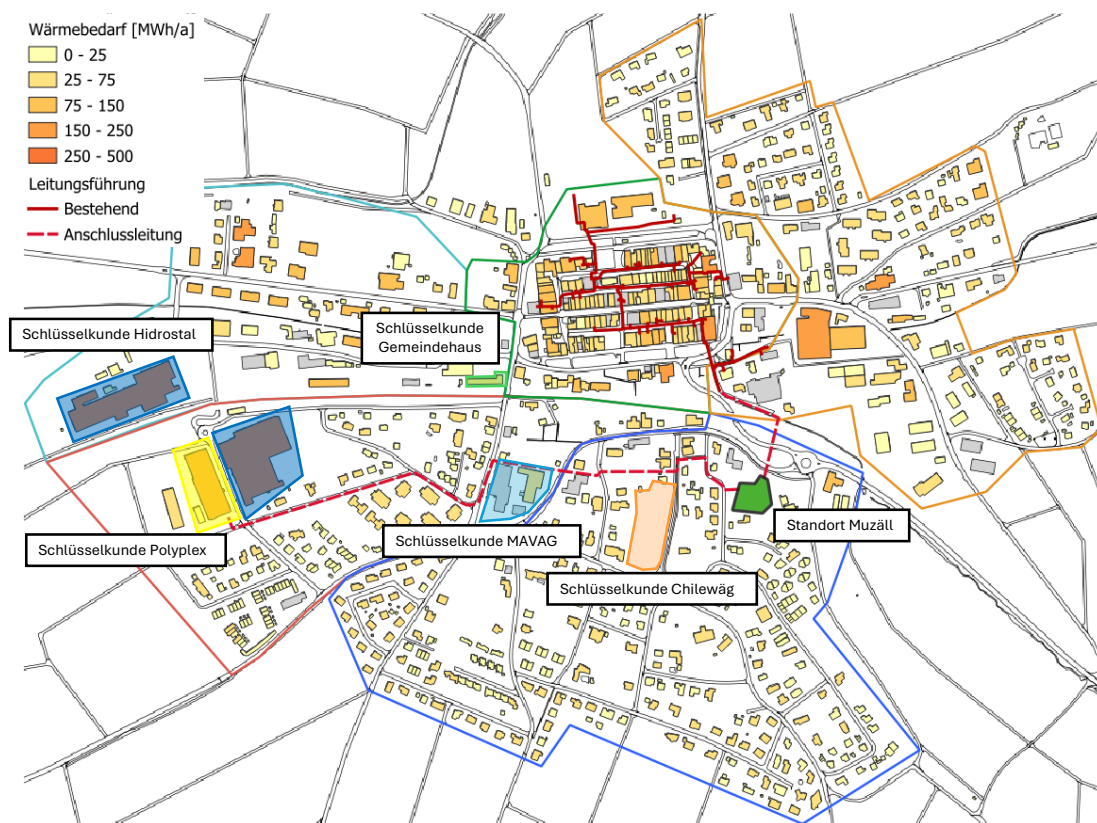 Wärmebedarf [MWh/a]
0 - 25
25 - 75
75 - 150
150 - 250
250 - 500
Leitungsführung
Bestehend
Anschlussleitung
Schlüsselkunde Hidrostal
Schlüsselkunde
Gemeindehaus
Schlüsselkunde Polyplex
Schlüsselkunde MAVAG
Standort Muzäll
Schlüsselkunde Chilewäg